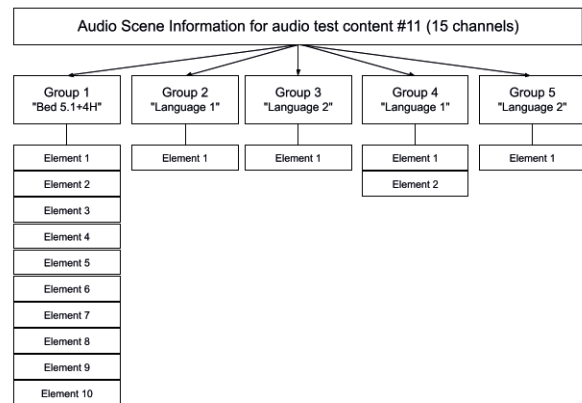 Audio Scene Information for audio test content #11 (15 channels)
Group 1
"Bed 5.1+4H"
Group 2
"Language 1"
Group 3
"Language 2"
Group 4
"Language 1"
Group 5
"Language 2"
Element 1
Element 2
Element 3
Element 4
Element 5
Element 6
Element 7
Element 8
Element 9
Element 10
Element 1
Element 1
Element 1
Element 2
Element 1